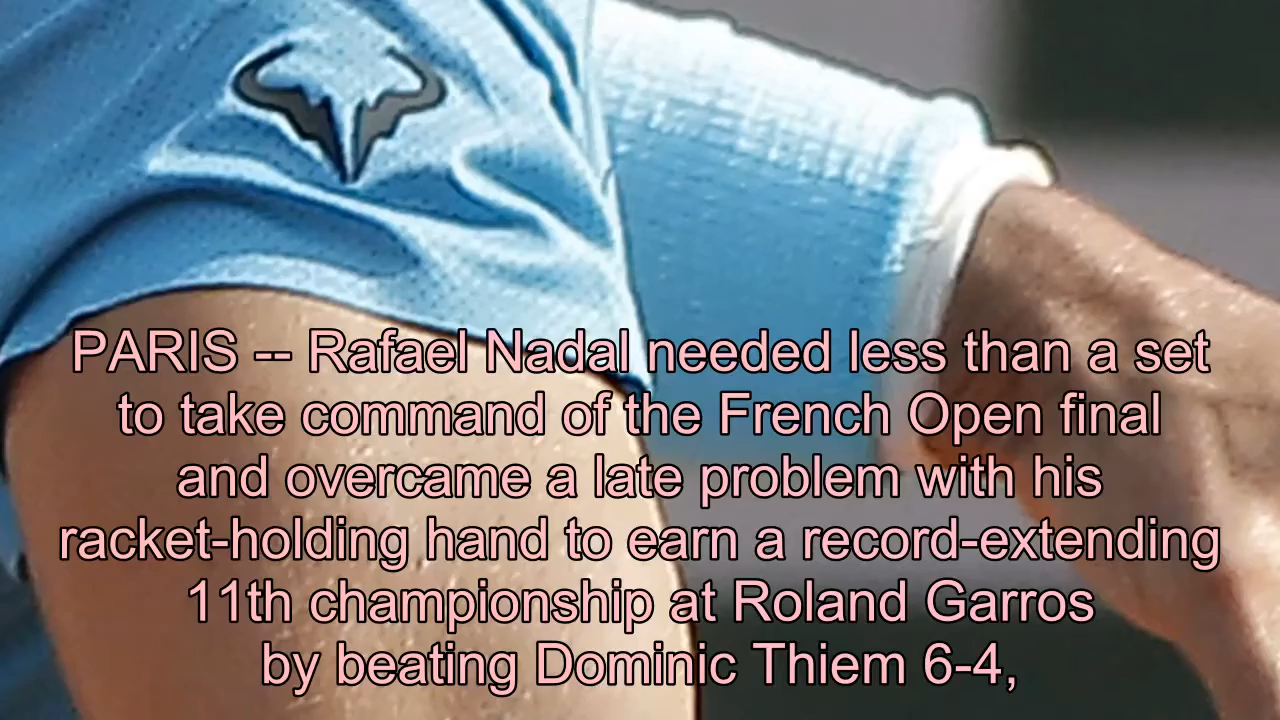 PARIS -- Rafael Nadal needed less than a set
to take command of the French Open final
and overcame a late problem with his
racket-holding hand to earn a record-extending
11th championship at Roland Garros
by beating Dominic Thiem 6-4,